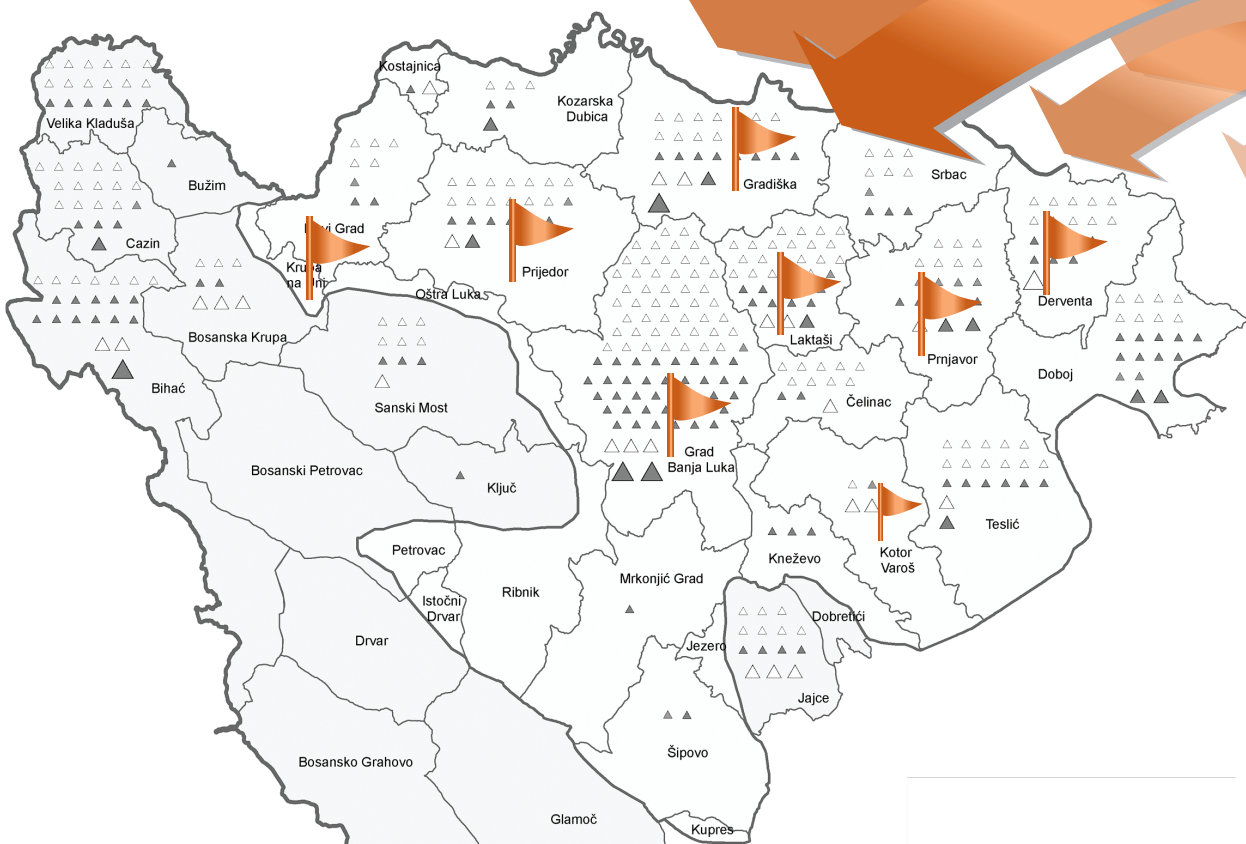 Kostajnica
Kozarska
Dubica
Velika Kladuša
Bužim
Gradiška
Srbac
Cazin
Grad
Krupa
Prijedor
Oštra Luka
Derventa
Bosanska Krupa
Laktaši
Prnjavor
Doboj
Bihać
Sanski Most
Čelinac
Bosanski Petrovac
Grad
Banja Luka
Ključ
Teslić
Petrovac
Kneževo
Kotor
Varoš
Mrkonjić Grad
Ribnik
Istočni
Drvar
Dobretići
Drvar
Jezero
Jajce
Šipovo
Bosansko Grahovo
Glamoč
Kupres